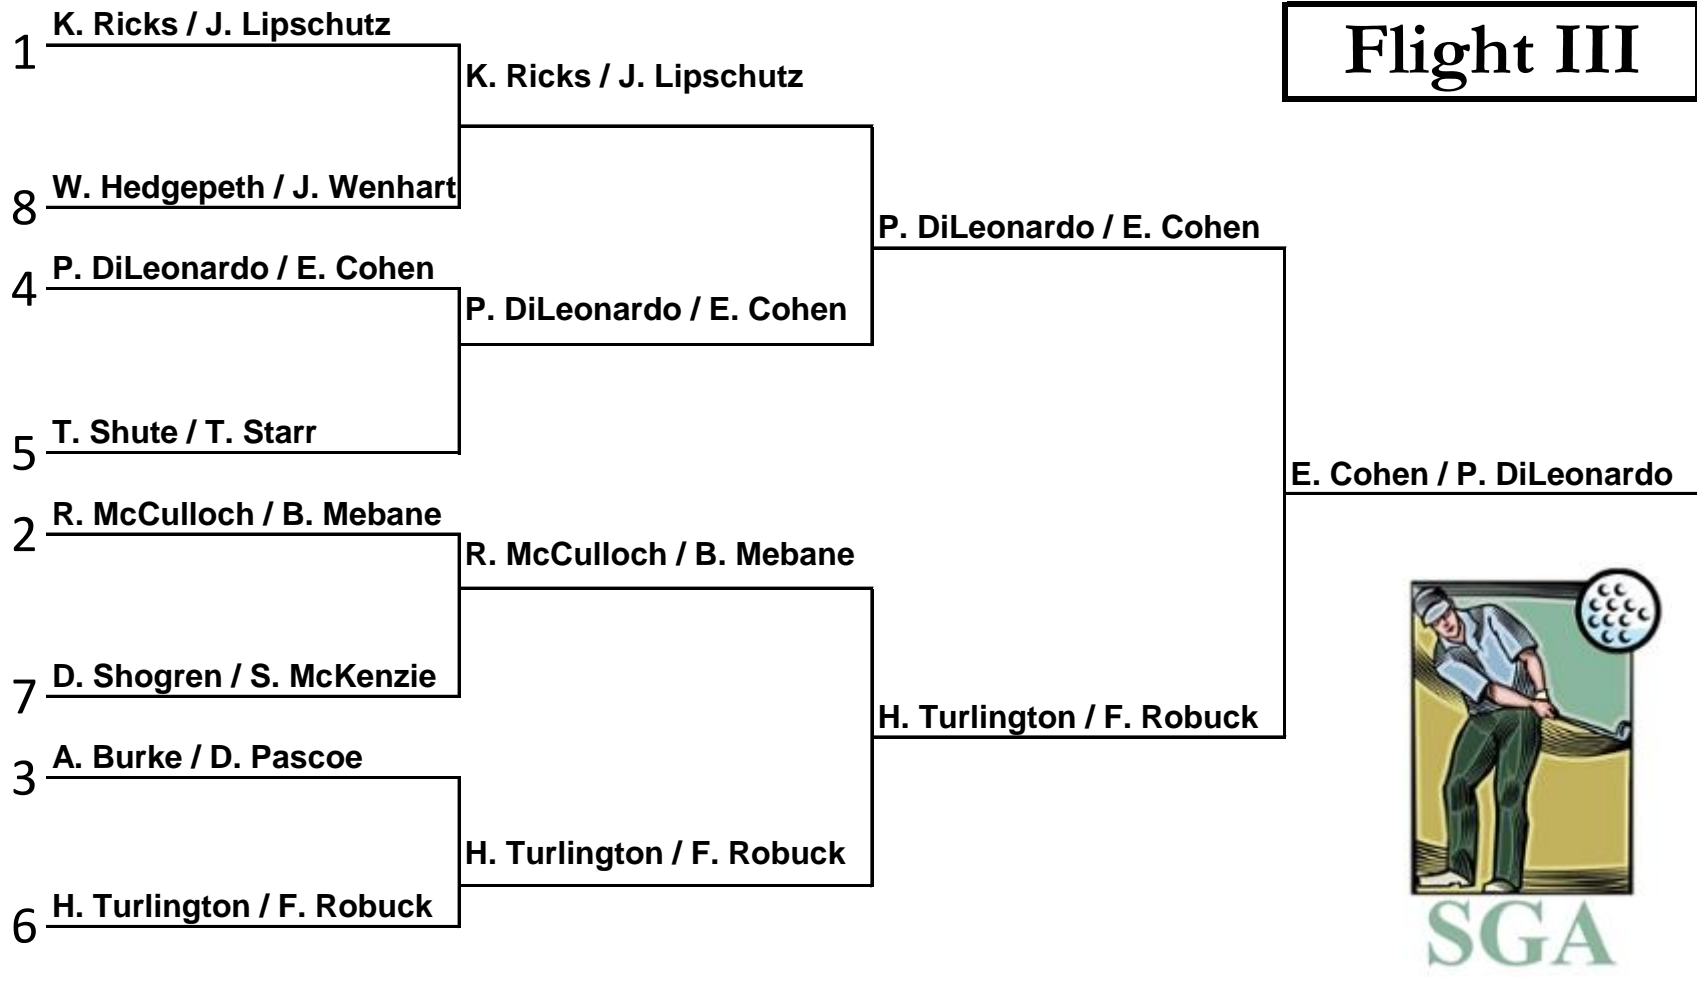 Flight III
1 K. Ricks / J. Lipschutz
K. Ricks / J. Lipschutz
8 W. Hedgepeth / J. Wenhart
P. DiLeonardo / E. Cohen
4 P. DiLeonardo / E. Cohen
P. DiLeonardo / E. Cohen
5 T. Shute / T. Starr
E. Cohen / P. DiLeonardo
2 R. McCulloch / B. Mebane
R. McCulloch / B. Mebane
7 D. Shogren / S. McKenzie
H. Turlington / F. Robuck
3 A. Burke / D. Pascoe
H. Turlington / F. Robuck
6 H. Turlington / F. Robuck
SGA